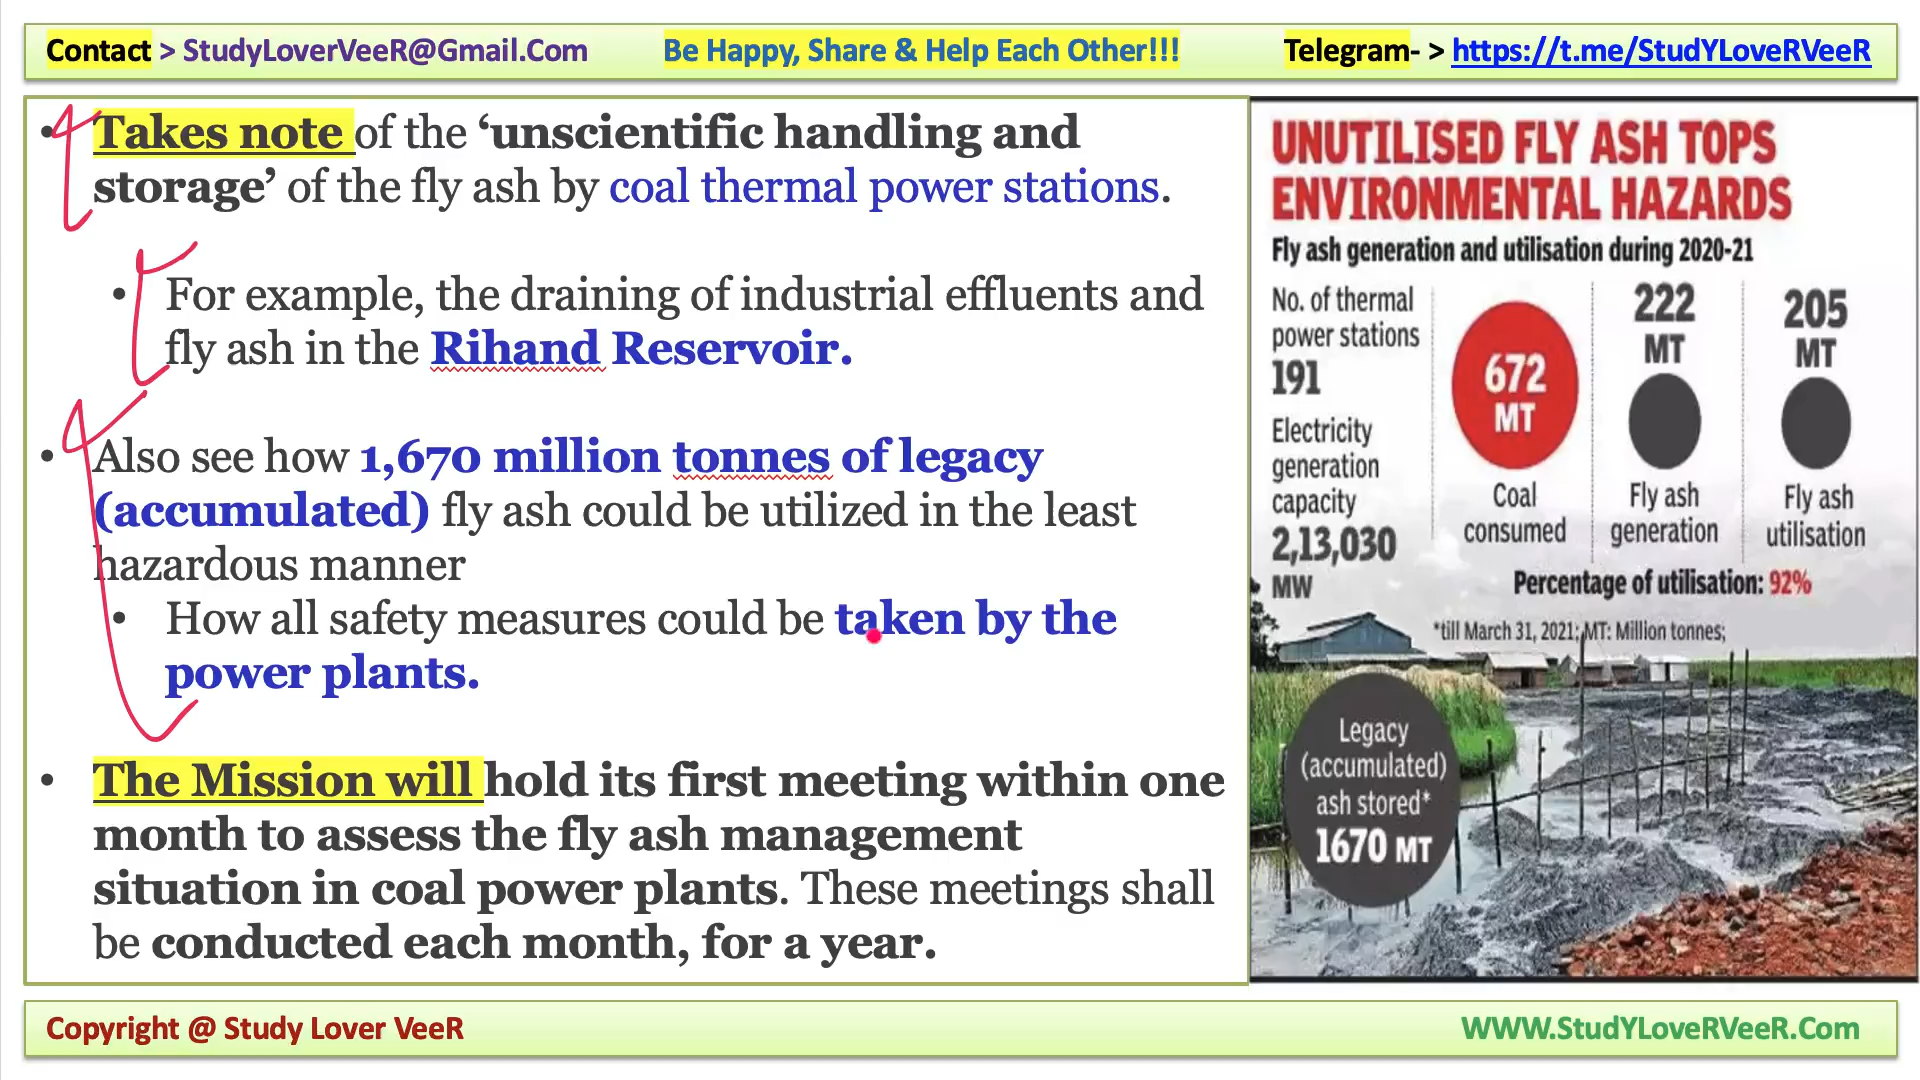 Contact > StudyLoverVeeR@Gmail.Com Be Happy, Share & Help Each Other!!! Telegram- > https://t.me/StudYLoveRVeeR
• Takes note of the ‘unscientific handling and
storage’ of the fly ash by coal thermal power stations.
• For example, the draining of industrial effluents and
fly ash in the Rihand Reservoir.
• Also see how 1,670 million tonnes of legacy
(accumulated) fly ash could be utilized in the least
hazardous manner
• How all safety measures could be taken by the
power plants.
• The Mission will hold its first meeting within one
month to assess the fly ash management
situation in coal power plants. These meetings shall
be conducted each month, for a year.
UNUTILISED FLY ASH TOPS
ENVIRONMENTAL HAZARDS
Fly ash generation and utilisation during 2020-21
No. of thermal
power stations
191
Electricity
generation
capacity
2,13,030
MW
672
MT
Coal
consumed
222
MT
Fly ash
generation
205
MT
Fly ash
utilisation
Percentage of utilisation: 92%
*till March 31, 2021; MT: Million tonnes;
Legacy
(accumulated)
ash stored*
1670 MT
Copyright @ Study Lover VeeR
WWW.StudYLoveRVeeR.Com